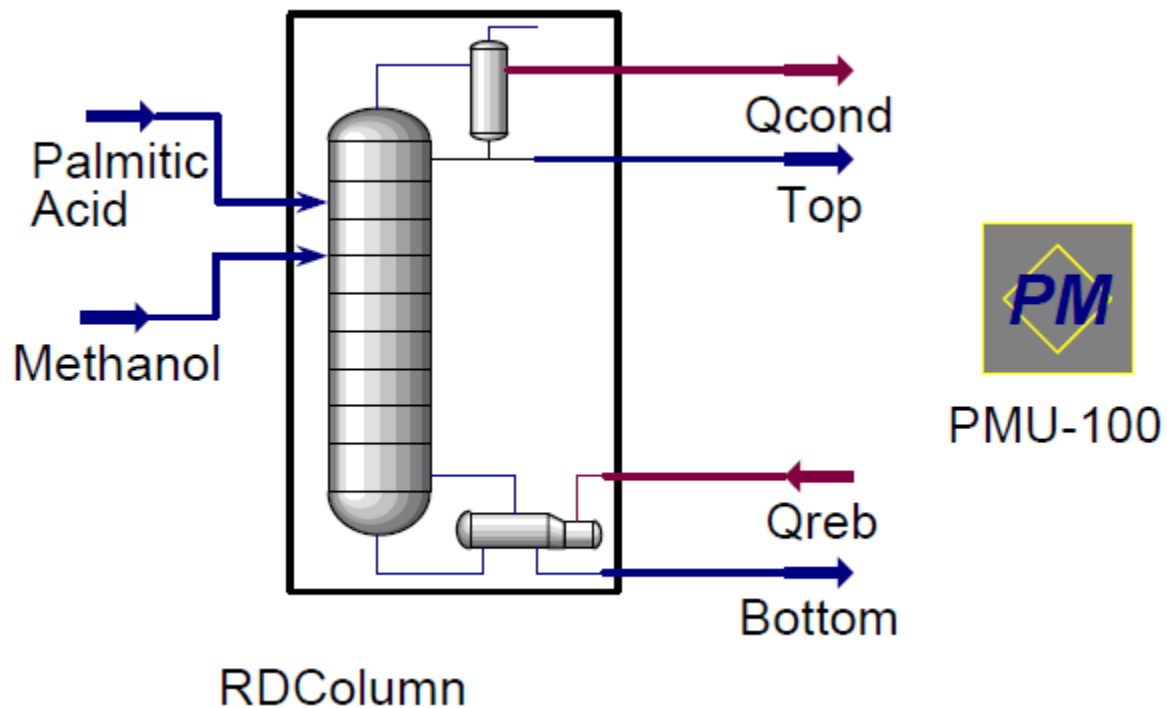 Palmitic
Acid
Methanol
Qcond
Top
PM
PMU-100
Qreb
Bottom
RDColumn